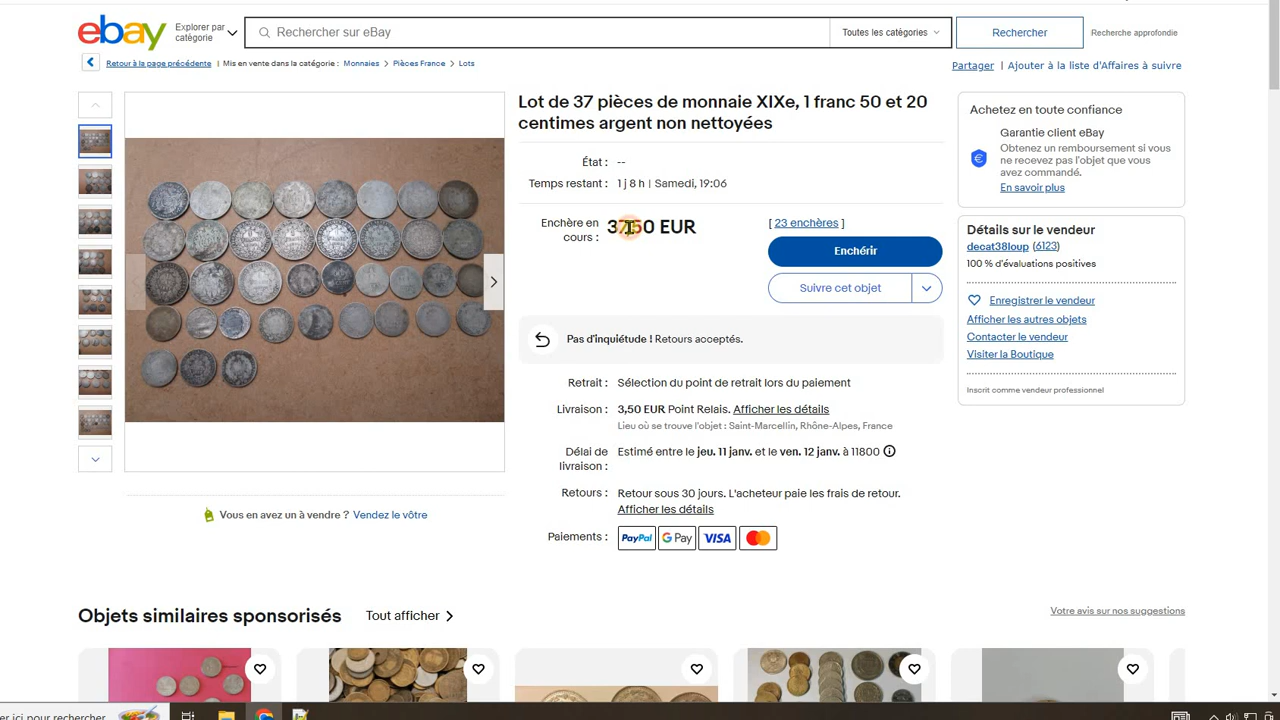 ebay
Explorer par
catégorie
Rechercher sur eBay
Toutes les catégories
Rechercher
Recherche approfondie
Retour à la page précédente | Mis en vente dans la catégorie : Monnaies > Pièces France > Lots
Partager | Ajouter à la liste d'Affaires à suivre
Lot de 37 pièces de monnaie XIXe, 1 franc 50 et 20
centimes argent non nettoyées
État : --
Temps restant : 1 j 8 h | Samedi, 19:06
Enchère en
cours :
37,50 EUR
[ 23 enchères ]
Enchérir
Suivre cet objet
Pas d'inquiétude ! Retours acceptés.
Retrait : Sélection du point de retrait lors du paiement
Livraison : 3,50 EUR Point Relais. Afficher les détails
Lieu où se trouve l'objet : Saint-Marcellin, Rhône-Alpes, France
Délai de
livraison :
Estimé entre le jeu. 11 janv. et le ven. 12 janv. à 11800
Retours : Retour sous 30 jours. L'acheteur paie les frais de retour.
Afficher les détails
Paiements : PayPal G Pay VISA
Achetez en toute confiance
Garantie client eBay
Obtenez un remboursement si vous
ne recevez pas l'objet que vous
avez commandé.
En savoir plus
Détails sur le vendeur
decat38loup (6123)
100 % d'évaluations positives
Enregistrer le vendeur
Afficher les autres objets
Contacter le vendeur
Visiter la Boutique
Inscrit comme vendeur professionnel
Vous en avez un à vendre ? Vendez le vôtre
Objets similaires sponsorisés Tout afficher >
Votre avis sur nos suggestions
er ici pour rechercher